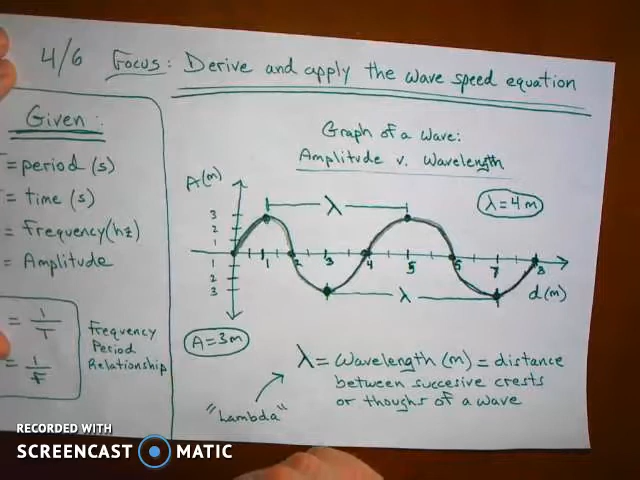 4/6 Focus: Derive and apply the wave speed equation
Given:
= period (s)
= time (s)
= frequency (hz)
= Amplitude
= 1/T
= 1/F
Frequency
Period
Relationship
Graph of a wave:
Amplitude v. Wavelength
A(m)
λ
λ = 4m
3
2
1
1
2
3
1 2 3 4 5 6 7 8
d(m)
λ
A = 3m
λ = Wavelength (m) = distance
between succesive crests
or thoughs of a wave
"Lambda"
RECORDED WITH
SCREENCAST MATIC